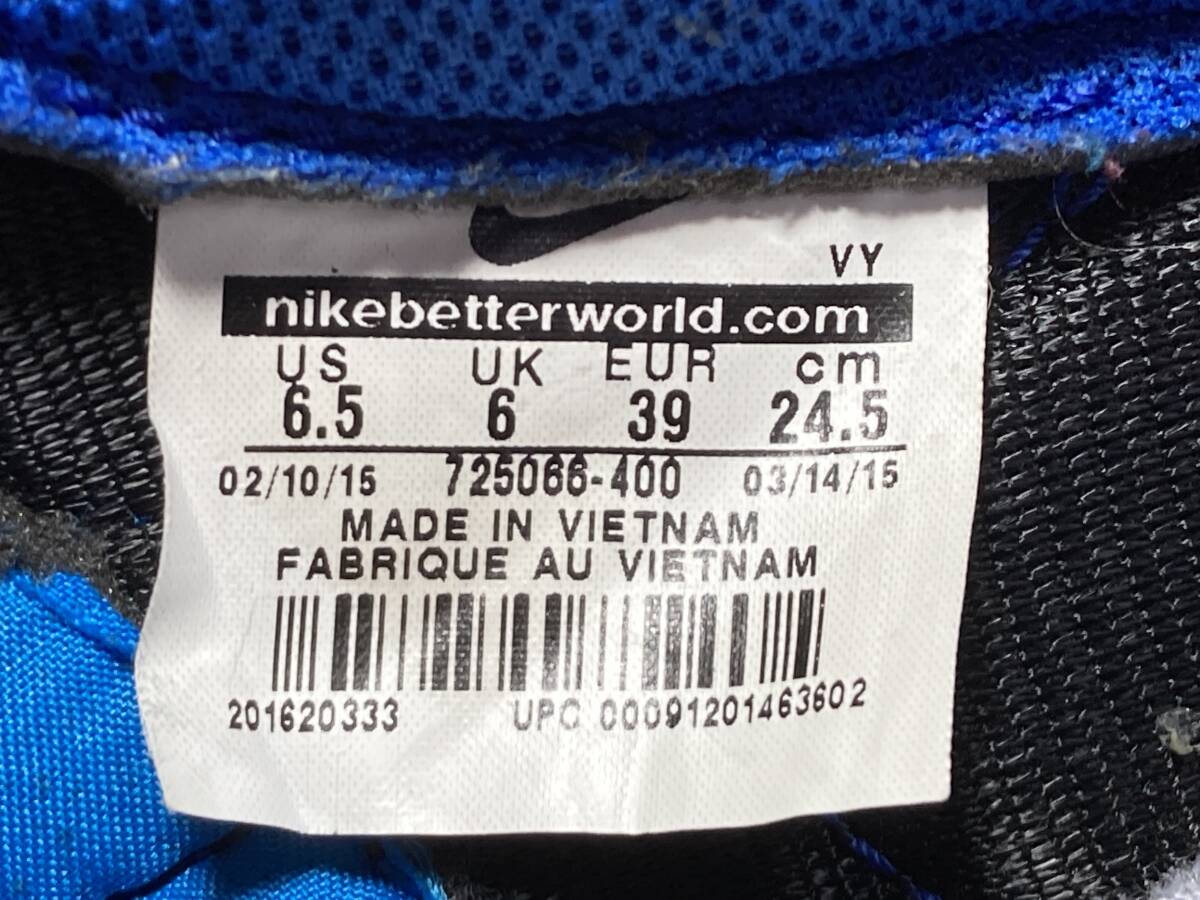 VY
nikebetterworld.com
US UK EUR cm
6.5 6 39 24.5
02/10/15 725066-400 03/14/15
MADE IN VIETNAM
FABRIQUE AU VIETNAM
201620333 UPC 00091201463602